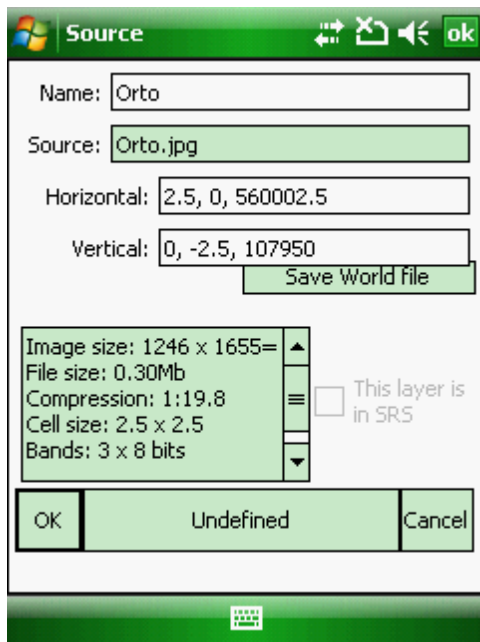 Source ok
Name: Orto
Source: Orto.jpg
Horizontal: 2.5, 0, 560002.5
Vertical: 0, -2.5, 107950
Save World file
Image size: 1246 x 1655=
File size: 0.30Mb
Compression: 1:19.8
Cell size: 2.5 x 2.5
Bands: 3 x 8 bits
This layer is
in SRS
OK Undefined Cancel